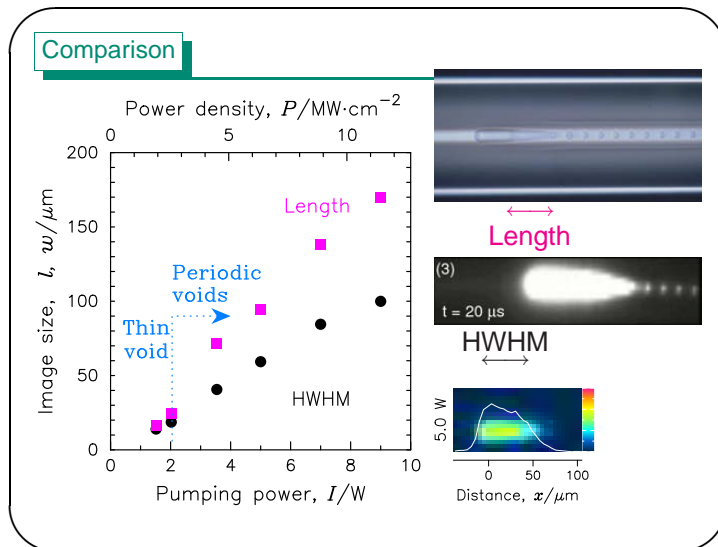 Comparison
Power density, P/MW·cm⁻²
0 5 10
200
150
100
50
0
Image size, l, w/μm
Length
Periodic
voids
Thin
void
HWHM
0 2 4 6 8 10
Pumping power, I/W
Length
(3)
t = 20 μs
HWHM
5.0 W
0 50 100
Distance, x/μm